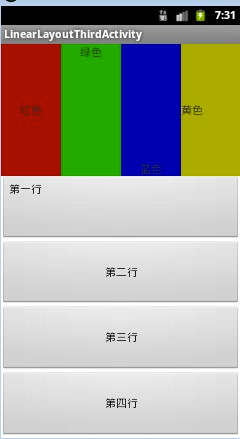 7:31
LinearLayoutThirdActivity
绿色
红色
黄色
蓝色
第一行
第二行
第三行
第四行